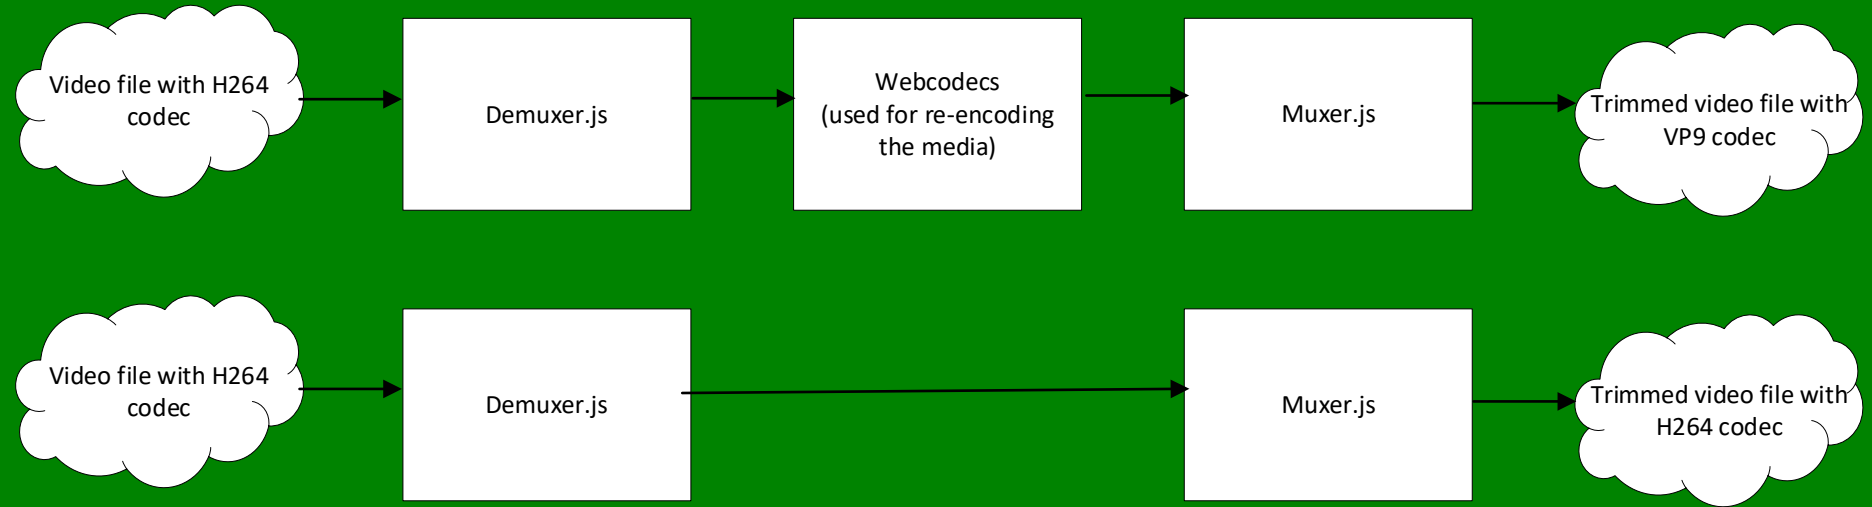 Video file with H264
codec
Demuxer.js
Webcodecs
(used for re-encoding
the media)
Muxer.js
Trimmed video file with
VP9 codec
Video file with H264
codec
Demuxer.js
Muxer.js
Trimmed video file with
H264 codec